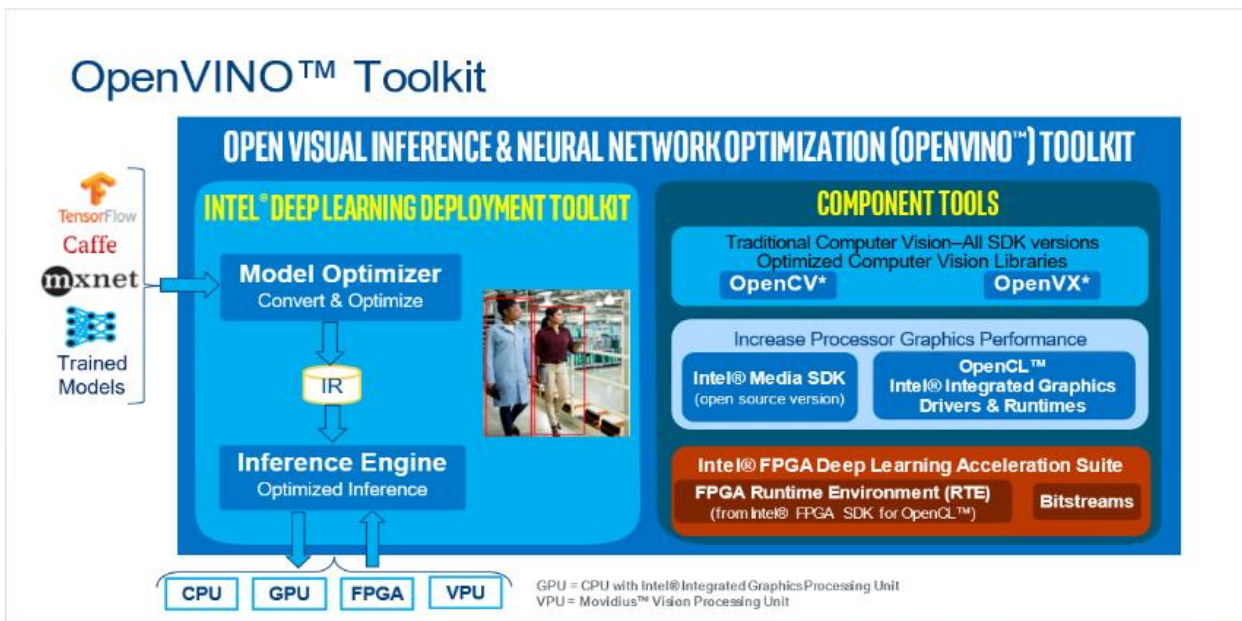 OpenVINO™ Toolkit
OPEN VISUAL INFERENCE & NEURAL NETWORK OPTIMIZATION (OPENVINO™) TOOLKIT
TensorFlow
Caffe
mxnet
Trained
Models
INTEL® DEEP LEARNING DEPLOYMENT TOOLKIT
Model Optimizer
Convert & Optimize
IR
Inference Engine
Optimized Inference
COMPONENT TOOLS
Traditional Computer Vision–All SDK versions
Optimized Computer Vision Libraries
OpenCV*
OpenVX*
Increase Processor Graphics Performance
Intel® Media SDK
(open source version)
OpenCL™
Intel® Integrated Graphics
Drivers & Runtimes
Intel® FPGA Deep Learning Acceleration Suite
FPGA Runtime Environment (RTE)
(from Intel® FPGA SDK for OpenCL™)
Bitstreams
CPU
GPU
FPGA
VPU
GPU = CPU with Intel® Integrated Graphics Processing Unit
VPU = Movidius™ Vision Processing Unit